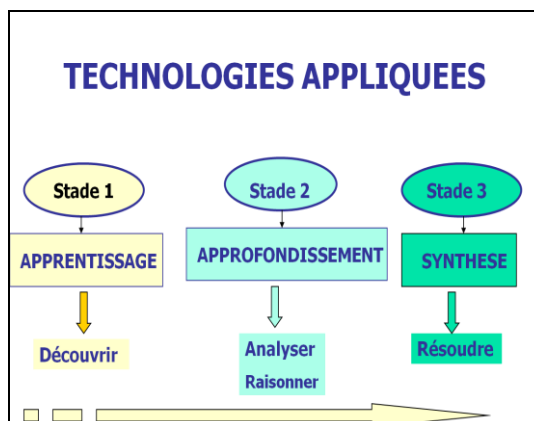 TECHNOLOGIES APPLIQUEES
Stade 1
Stade 2
Stade 3
APPRENTISSAGE
APPROFONDISSEMENT
SYNTHESE
Découvrir
Analyser
Raisonner
Résoudre